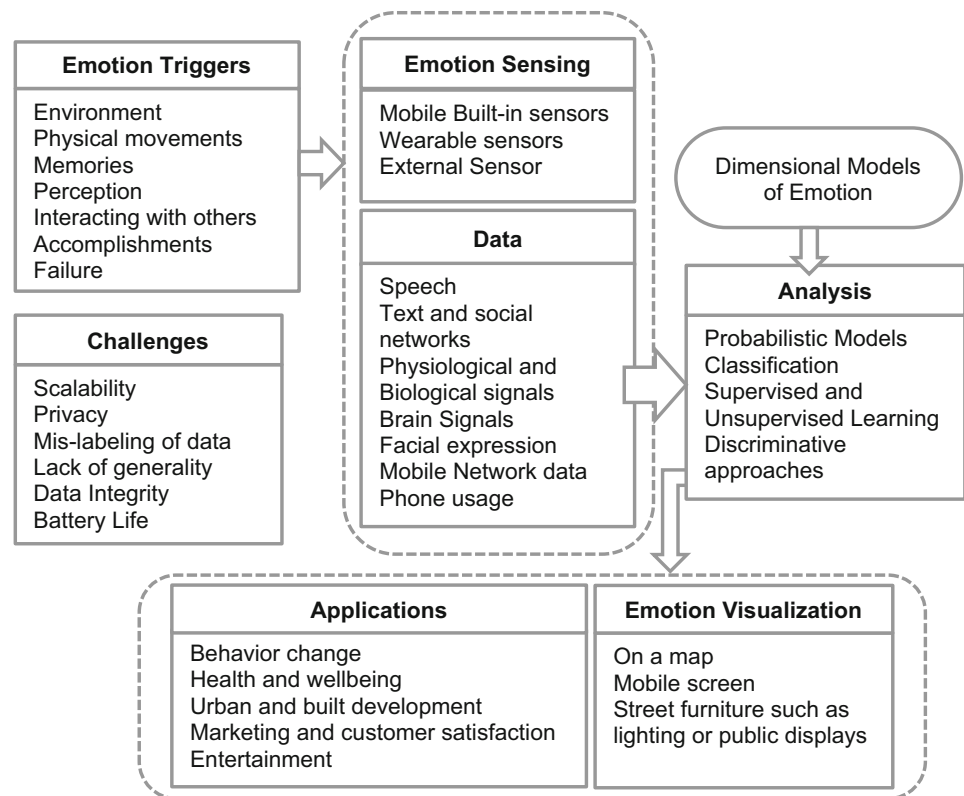 Emotion Triggers
Environment
Physical movements
Memories
Perception
Interacting with others
Accomplishments
Failure
Challenges
Scalability
Privacy
Mis-labeling of data
Lack of generality
Data Integrity
Battery Life
Emotion Sensing
Mobile Built-in sensors
Wearable sensors
External Sensor
Data
Speech
Text and social
networks
Physiological and
Biological signals
Brain Signals
Facial expression
Mobile Network data
Phone usage
Dimensional Models
of Emotion
Analysis
Probabilistic Models
Classification
Supervised and
Unsupervised Learning
Discriminative
approaches
Applications
Behavior change
Health and wellbeing
Urban and built development
Marketing and customer satisfaction
Entertainment
Emotion Visualization
On a map
Mobile screen
Street furniture such as
lighting or public displays